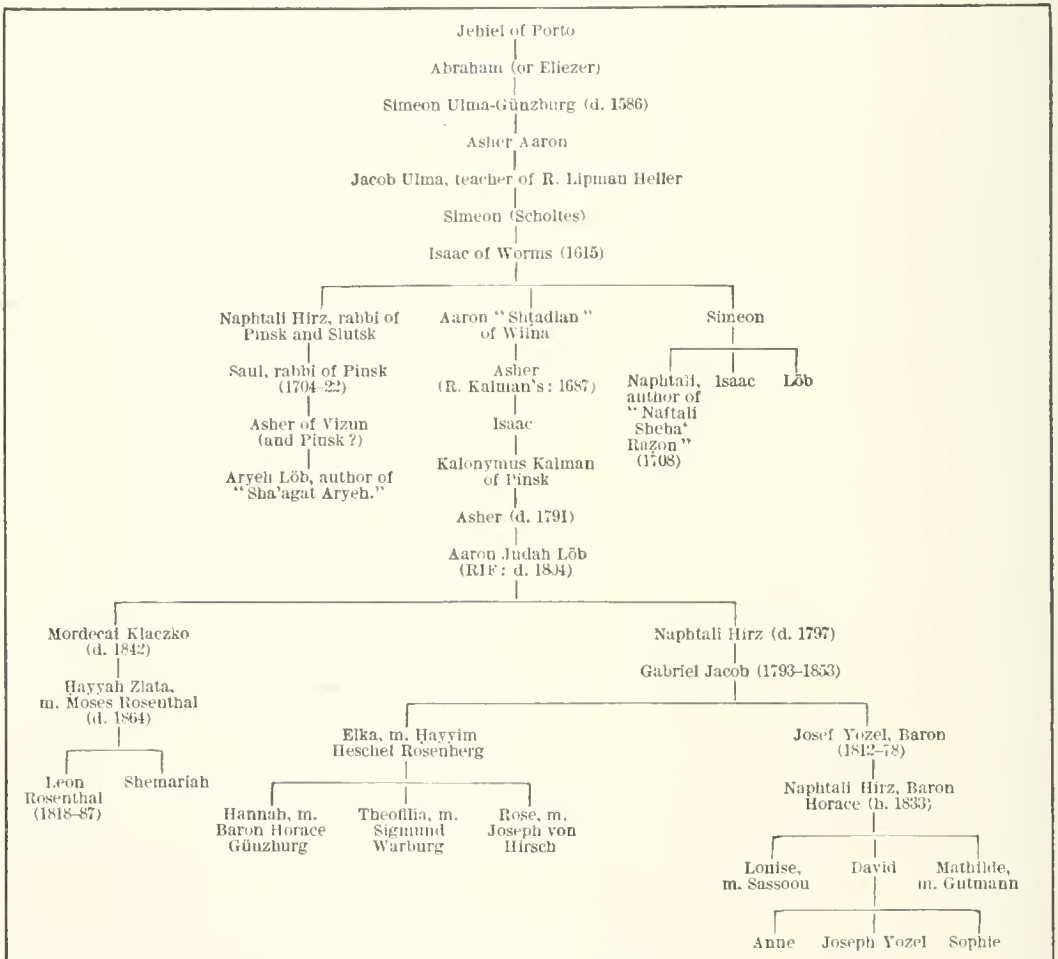 Jehiel of Porto
Abraham (or Eliezer)
Simeon Ulma-Günzburg (d. 1586)
Asher Aaron
Jacob Ulma, teacher of R. Lipman Heller
Simeon (Scholtes)
Isaac of Worms (1615)
Naphtali Hirz, rabbi of
Pinsk and Slutsk
Saul, rabbi of Pinsk
(1704–22)
Asher of Vizun
(and Pinsk ?)
Aryeh Löb, author of
"Sha'agat Aryeh."
Aaron "Shtadlan"
of Wilna
Asher
(R. Kalman's: 1687)
Isaac
Kalonymus Kalman
of Pinsk
Asher (d. 1791)
Aaron Judah Löb
(RIF: d. 1804)
Simeon
Naphtali,
author of
"Naftali
Sheba‘
Raẓon"
(1708)
Isaac
Löb
Mordecai Klaczko
(d. 1842)
Ḥayyah Zlata,
m. Moses Rosenthal
(d. 1864)
Leon
Rosenthal
(1818–87)
Shemariah
Naphtali Hirz (d. 1797)
Gabriel Jacob (1793–1853)
Elka, m. Ḥayyim
Heschel Rosenberg
Hannah, m.
Baron Horace
Günzburg
Theofilia, m.
Sigmund
Warburg
Rose, m.
Joseph von
Hirsch
Josef Yozel, Baron
(1812–78)
Naphtali Hirz, Baron
Horace (b. 1833)
Louise,
m. Sassoou
David
Mathilde,
m. Gutmann
Anne
Joseph Yozel
Sophie